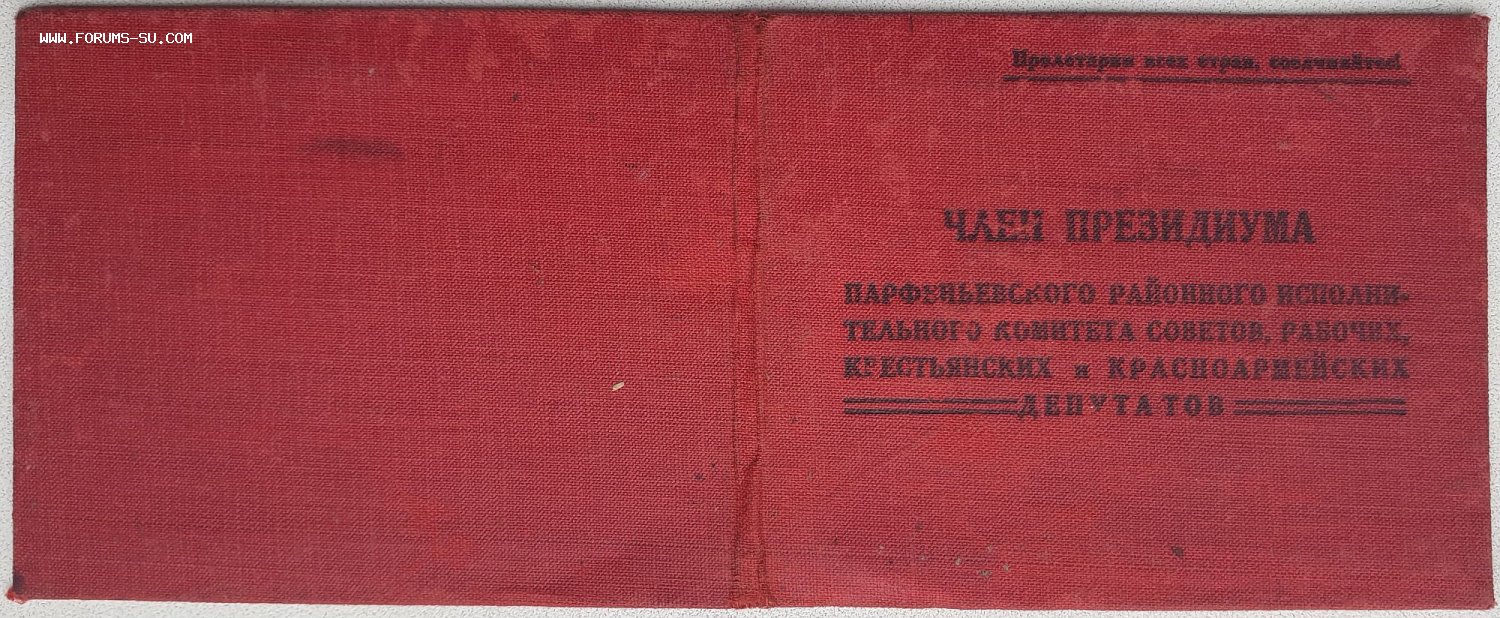 WWW.FORUMS-SU.COM
Пролетарии всех стран, соединяйтесь!
ЧЛЕН ПРЕЗИДИУМА
ПАРФЕНЬЕВСКОГО РАЙОННОГО ИСПОЛНИ-
ТЕЛЬНОГО КОМИТЕТА СОВЕТОВ, РАБОЧИХ,
КРЕСТЬЯНСКИХ и КРАСНОАРМЕЙСКИХ
ДЕПУТАТОВ